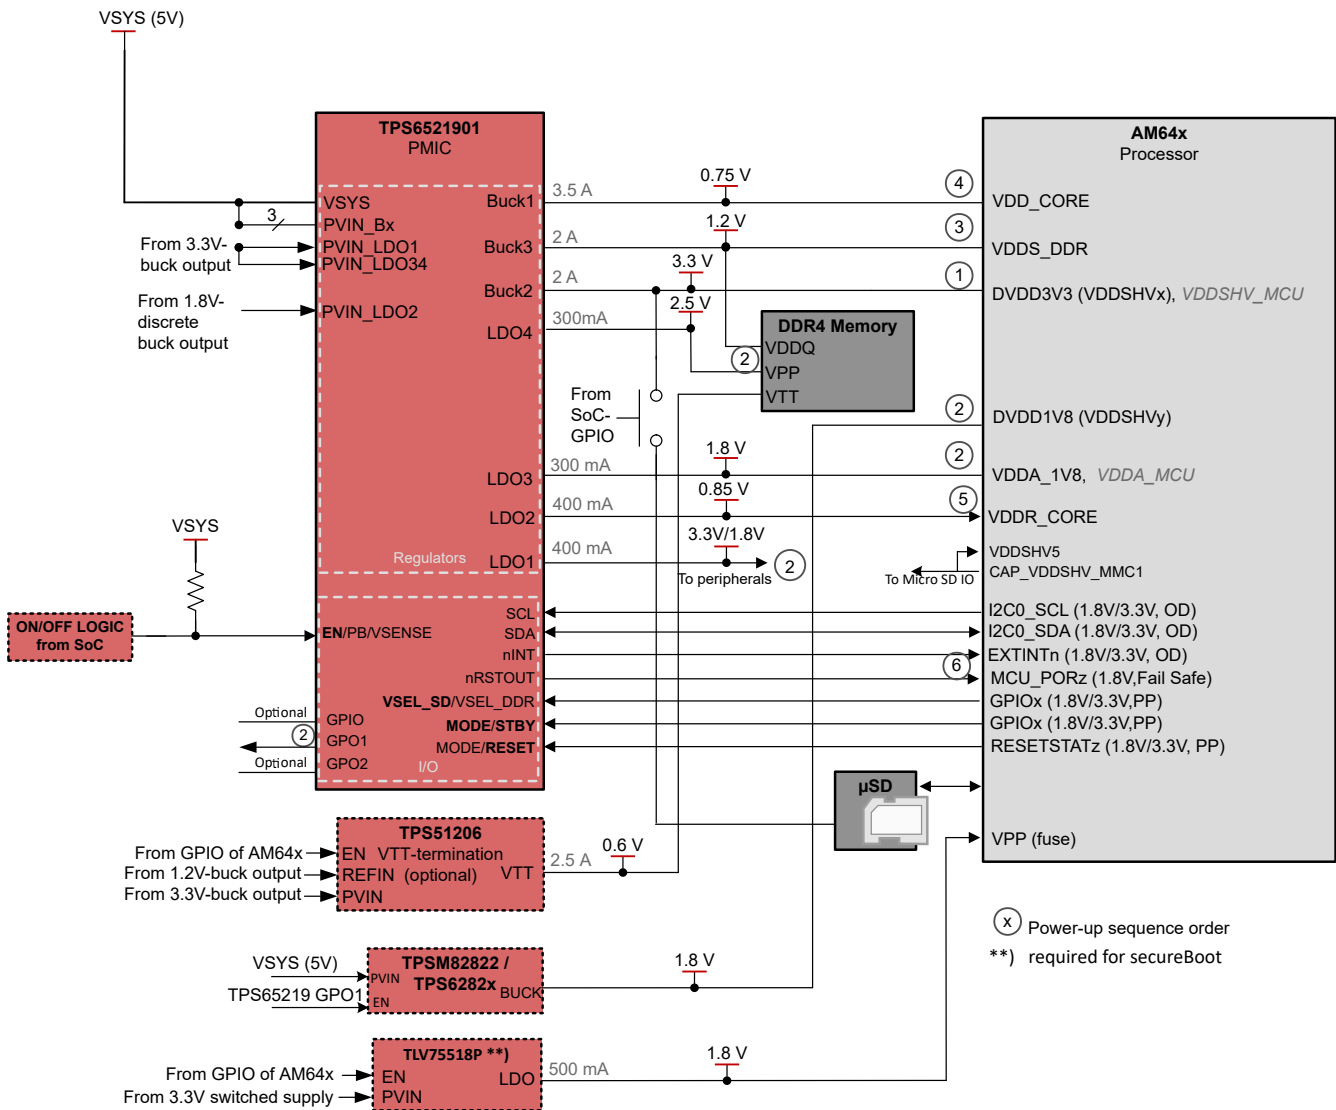 VSYS (5V)
TPS6521901
PMIC
VSYS
3
PVIN_Bx
PVIN_LDO1
PVIN_LDO34
PVIN_LDO2
From 3.3V-
buck output
From 1.8V-
discrete
buck output
Buck1
Buck3
Buck2
LDO4
LDO3
LDO2
LDO1
Regulators
3.5 A
2 A
2 A
300mA
300 mA
400 mA
400 mA
0.75 V
1.2 V
3.3 V
2.5 V
1.8 V
0.85 V
3.3V/1.8V
To peripherals
2
DDR4 Memory
VDDQ
2
VPP
VTT
From
SoC-
GPIO
AM64x
Processor
4
VDD_CORE
3
VDDS_DDR
1
DVDD3V3 (VDDSHVx), VDDSHV_MCU
2
DVDD1V8 (VDDSHVy)
2
VDDA_1V8, VDDA_MCU
5
VDDR_CORE
VDDSHV5
To Micro SD IO
CAP_VDDSHV_MMC1
I2C0_SCL (1.8V/3.3V, OD)
I2C0_SDA (1.8V/3.3V, OD)
EXTINTn (1.8V/3.3V, OD)
6
MCU_PORz (1.8V,Fail Safe)
GPIOx (1.8V/3.3V,PP)
GPIOx (1.8V/3.3V,PP)
RESETSTATz (1.8V/3.3V, PP)
VPP (fuse)
VSYS
ON/OFF LOGIC
from SoC
EN/PB/VSENSE
SCL
SDA
nINT
nRSTOUT
VSEL_SD/VSEL_DDR
MODE/STBY
MODE/RESET
I/O
Optional
GPIO
2
GPO1
Optional
GPO2
µSD
TPS51206
EN VTT-termination
REFIN (optional)
VTT
PVIN
From GPIO of AM64x
From 1.2V-buck output
From 3.3V-buck output
2.5 A
0.6 V
TPSM82822 /
TPS6282x
VSYS (5V)
PVIN
TPS65219 GPO1
EN
BUCK
1.8 V
TLV75518P **)
From GPIO of AM64x
EN
LDO
From 3.3V switched supply
PVIN
500 mA
1.8 V
x Power-up sequence order
**) required for secureBoot